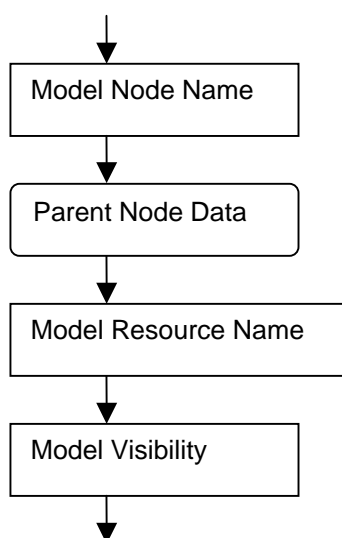 Model Node Name
Parent Node Data
Model Resource Name
Model Visibility